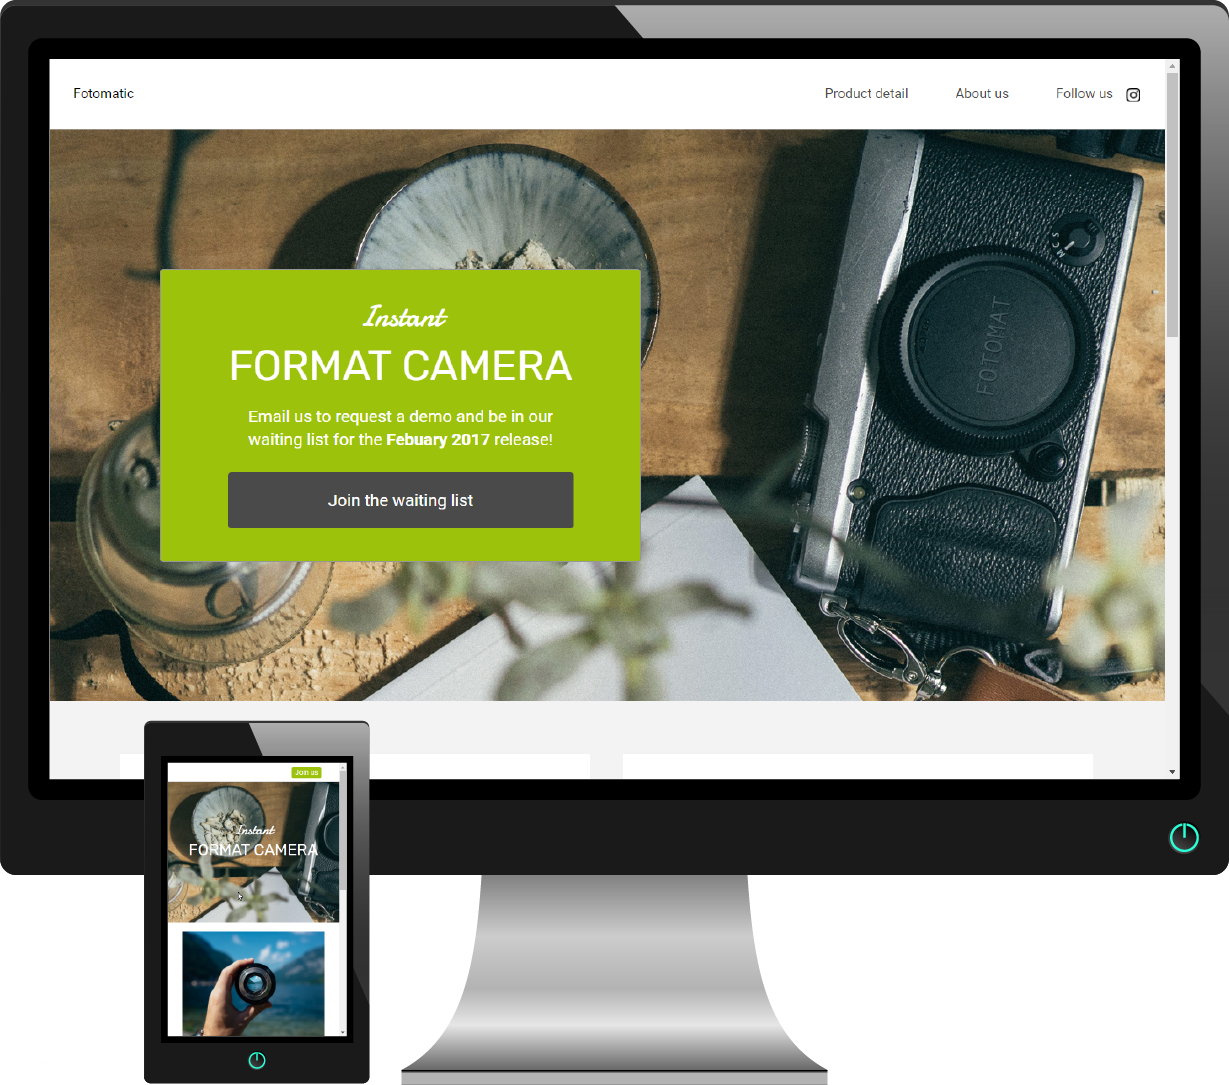 Fotomatic
Product detail
About us
Follow us
Instant
FORMAT CAMERA
Email us to request a demo and be in our
waiting list for the Febuary 2017 release!
Join the waiting list
M C S
FOTOMAT
Join us
Instant
FORMAT CAMERA